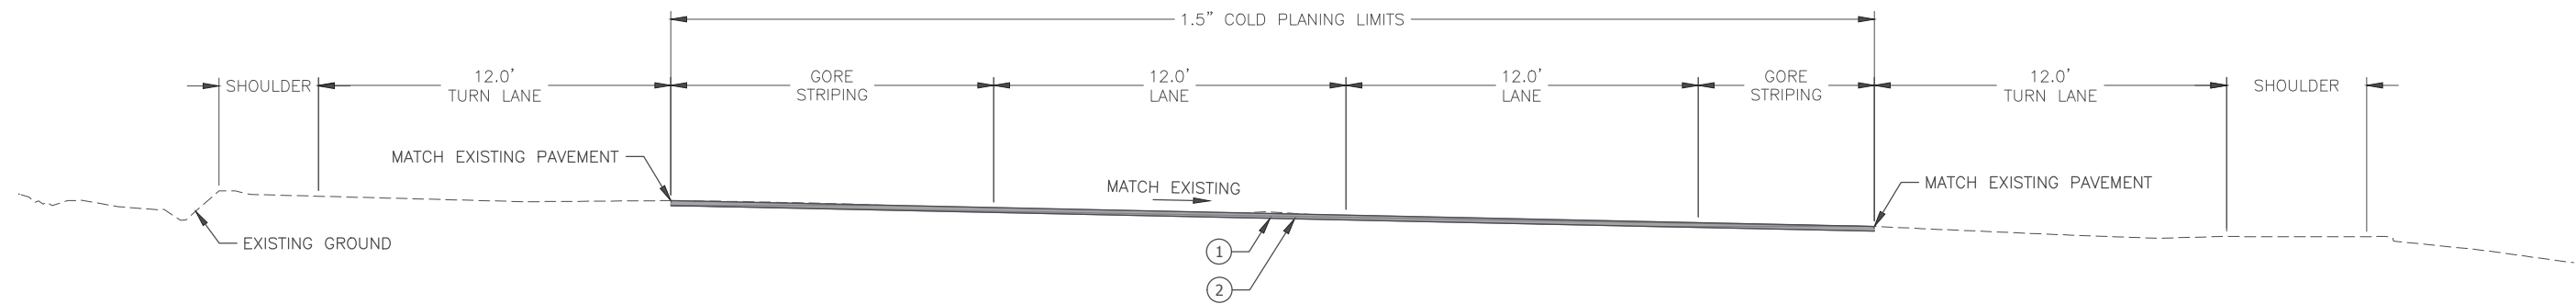 1.5" COLD PLANING LIMITS
SHOULDER
12.0'
TURN LANE
GORE
STRIPING
12.0'
LANE
12.0'
LANE
GORE
STRIPING
12.0'
TURN LANE
SHOULDER
MATCH EXISTING PAVEMENT
MATCH EXISTING
MATCH EXISTING PAVEMENT
EXISTING GROUND
1
2